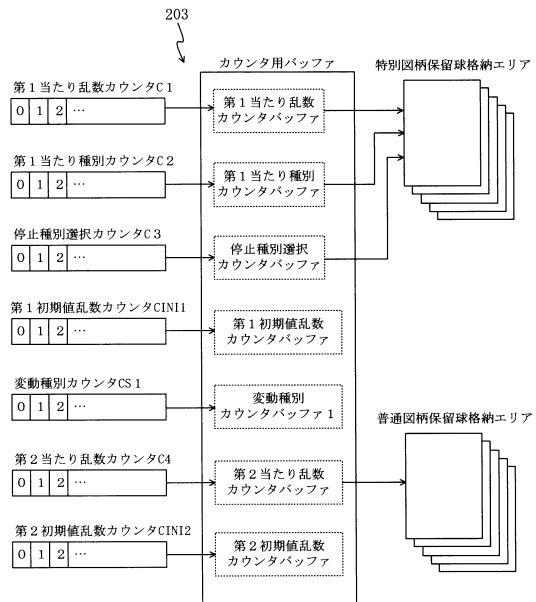 203
カウンタ用バッファ
特別図柄保留球格納エリア
第1当たり乱数カウンタC1
0 1 2 …
第1当たり乱数
カウンタバッファ
第1当たり種別カウンタC2
0 1 2 …
第1当たり種別
カウンタバッファ
停止種別選択カウンタC3
0 1 2 …
停止種別選択
カウンタバッファ
第1初期値乱数カウンタCINI1
0 1 2 …
第1初期値乱数
カウンタバッファ
変動種別カウンタCS1
0 1 2 …
変動種別
カウンタバッファ1
普通図柄保留球格納エリア
第2当たり乱数カウンタC4
0 1 2 …
第2当たり乱数
カウンタバッファ
第2初期値乱数カウンタCINI2
0 1 2 …
第2初期値乱数
カウンタバッファ